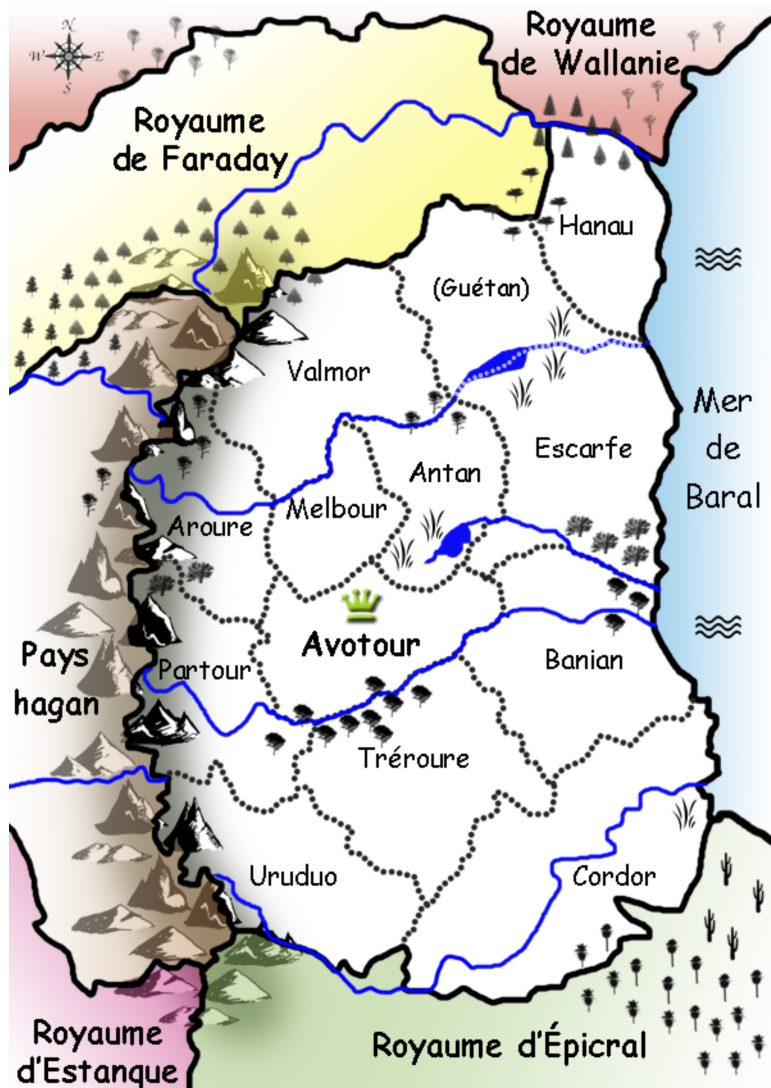 N
W E
S
Royaume
de Wallanie
Royaume
de Faraday
Hanau
(Guétan)
Valmor
Mer
de
Baral
Escarfe
Antan
Melbour
Aroure
Avotour
Pays
hagan
Partour
Banian
Tréroure
Uruduo
Cordor
Royaume
d'Estanque
Royaume d'Épicral